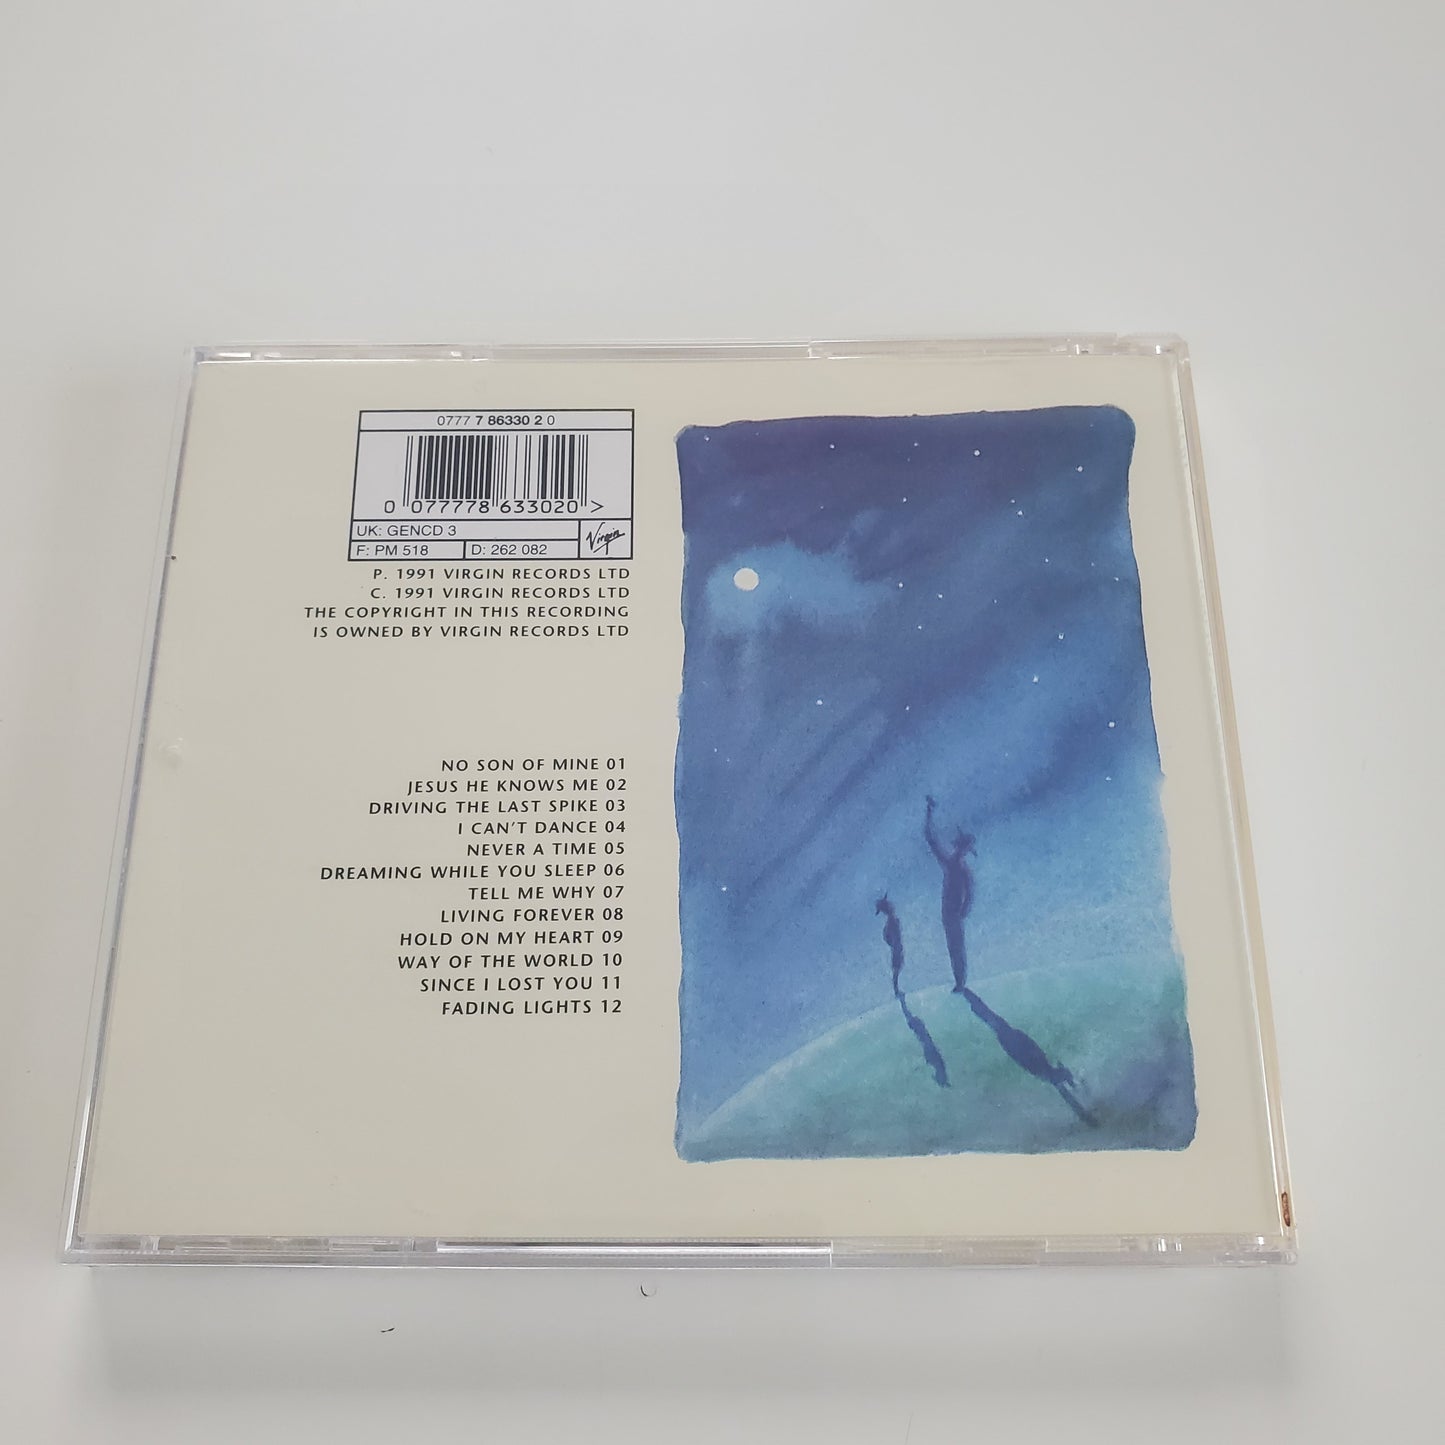 0777 7 86330 2 0
0 077778 633020 >
UK: GENCD 3
F: PM 518 D: 262 082 Virgin
P. 1991 VIRGIN RECORDS LTD
C. 1991 VIRGIN RECORDS LTD
THE COPYRIGHT IN THIS RECORDING
IS OWNED BY VIRGIN RECORDS LTD
NO SON OF MINE 01
JESUS HE KNOWS ME 02
DRIVING THE LAST SPIKE 03
I CAN'T DANCE 04
NEVER A TIME 05
DREAMING WHILE YOU SLEEP 06
TELL ME WHY 07
LIVING FOREVER 08
HOLD ON MY HEART 09
WAY OF THE WORLD 10
SINCE I LOST YOU 11
FADING LIGHTS 12